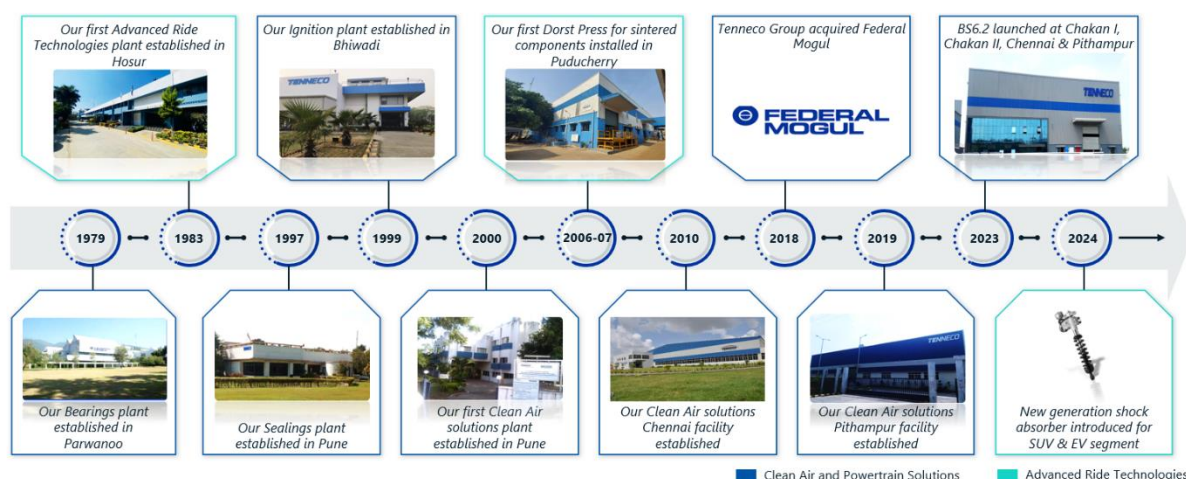 Our first Advanced Ride
Technologies plant established in
Hosur
Our Ignition plant established in
Bhiwadi
TENNECO
Our first Dorst Press for sintered
components installed in
Puducherry
Tenneco Group acquired Federal
Mogul
FEDERAL
MOGUL
BS6.2 launched at Chakan I,
Chakan II, Chennai & Pithampur
TENNECO
1979
1983
1997
1999
2000
2006-07
2010
2018
2019
2023
2024
Our Bearings plant
established in
Parwanoo
Our Sealings plant
established in Pune
Our first Clean Air
solutions plant
established in Pune
Our Clean Air solutions
Chennai facility
established
TENNECO
Our Clean Air solutions
Pithampur facility
established
New generation shock
absorber introduced for
SUV & EV segment
Clean Air and Powertrain Solutions
Advanced Ride Technologies